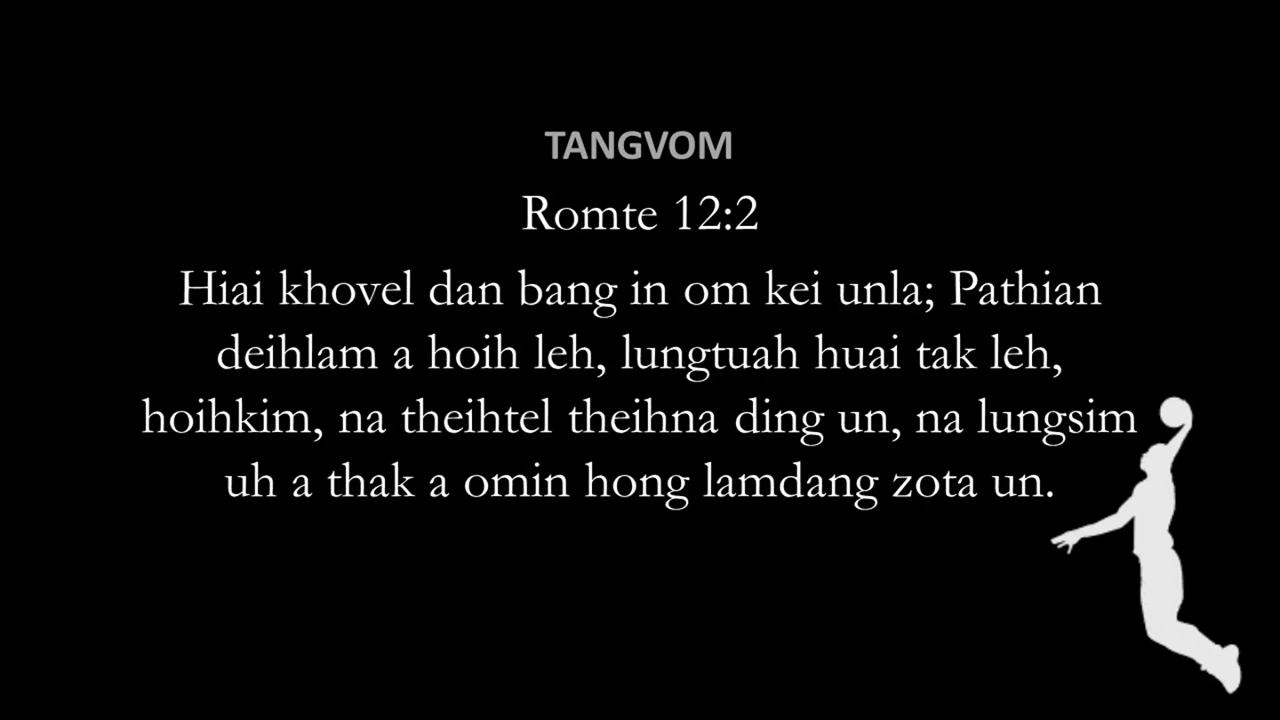 TANGVOM
Romte 12:2
Hiai khovel dan bang in om kei unla; Pathian
deihlam a hoih leh, lungtuah huai tak leh,
hoihkim, na theihtel theihna ding un, na lungsim
uh a thak a omin hong lamdang zota un.